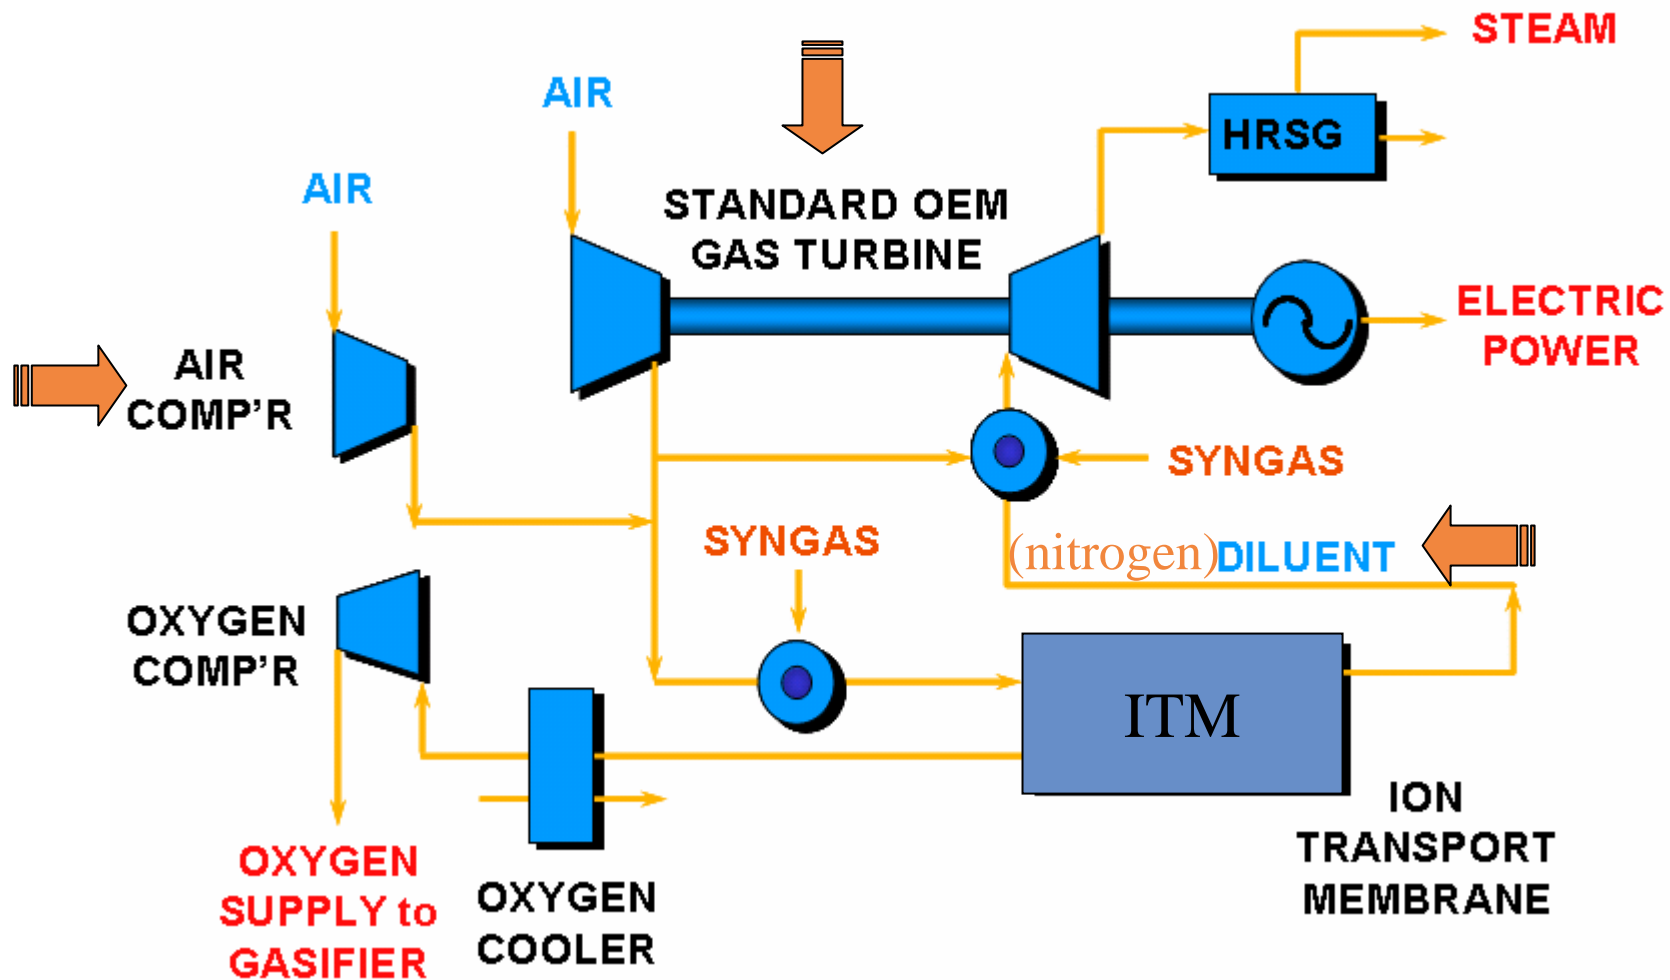 STEAM
AIR
HRSG
AIR
STANDARD OEM
GAS TURBINE
ELECTRIC
POWER
AIR
COMP'R
SYNGAS
SYNGAS
(nitrogen)DILUENT
OXYGEN
COMP'R
ITM
ION
TRANSPORT
MEMBRANE
OXYGEN
SUPPLY to
GASIFIER
OXYGEN
COOLER